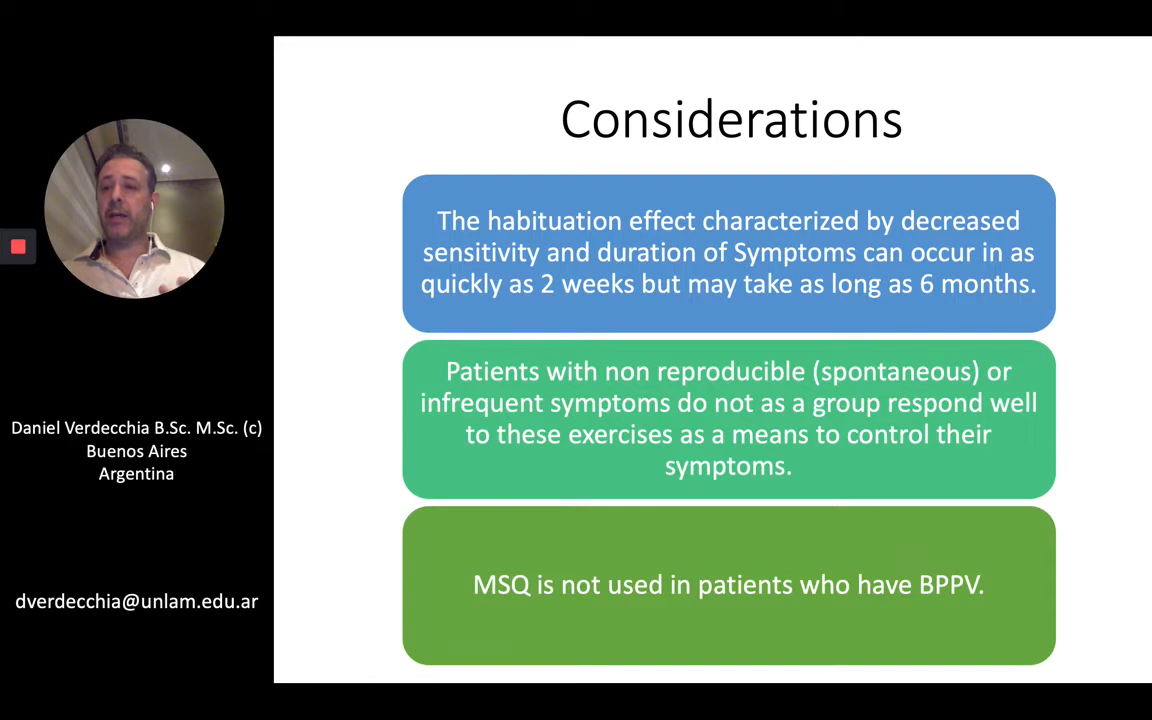 Considerations
The habituation effect characterized by decreased
sensitivity and duration of Symptoms can occur in as
quickly as 2 weeks but may take as long as 6 months.
Patients with non reproducible (spontaneous) or
infrequent symptoms do not as a group respond well
to these exercises as a means to control their
symptoms.
MSQ is not used in patients who have BPPV.
Daniel Verdecchia B.Sc. M.Sc. (c)
Buenos Aires
Argentina
dverdecchia@unlam.edu.ar